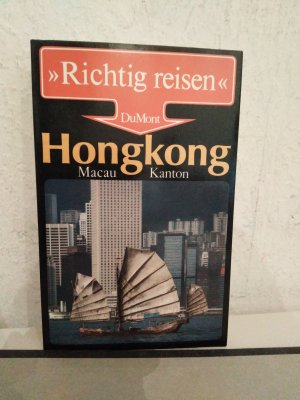 »Richtig reisen«
DuMont
Hongkong
Macau Kanton